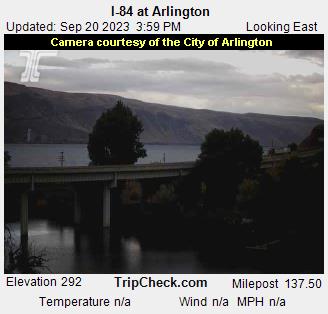 I-84 at Arlington
Updated: Sep 20 2023 3:59 PM Looking East
Camera courtesy of the City of Arlington
Elevation 292 TripCheck.com Milepost 137.50
Temperature n/a Wind n/a MPH n/a